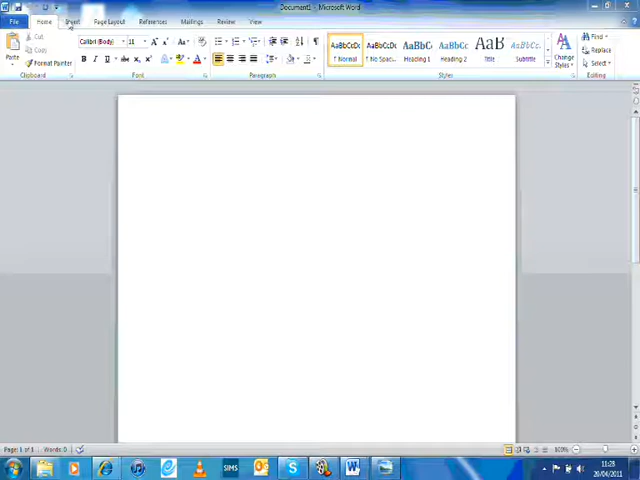 Document1 - Microsoft Word
File Home Insert Page Layout References Mailings Review View
Cut
Copy
Paste Format Painter
Clipboard
Calibri (Body) 11
Font
Paragraph
AaBbCcDc AaBbCcDc AaBbCc AaBbCc AaB AaBbCc
¶ Normal ¶ No Spac... Heading 1 Heading 2 Title Subtitle
Change Styles
Styles
Find
Replace
Select
Editing
Page: 1 of 1 Words: 0
100%
SIMS
11:28
20/04/2011